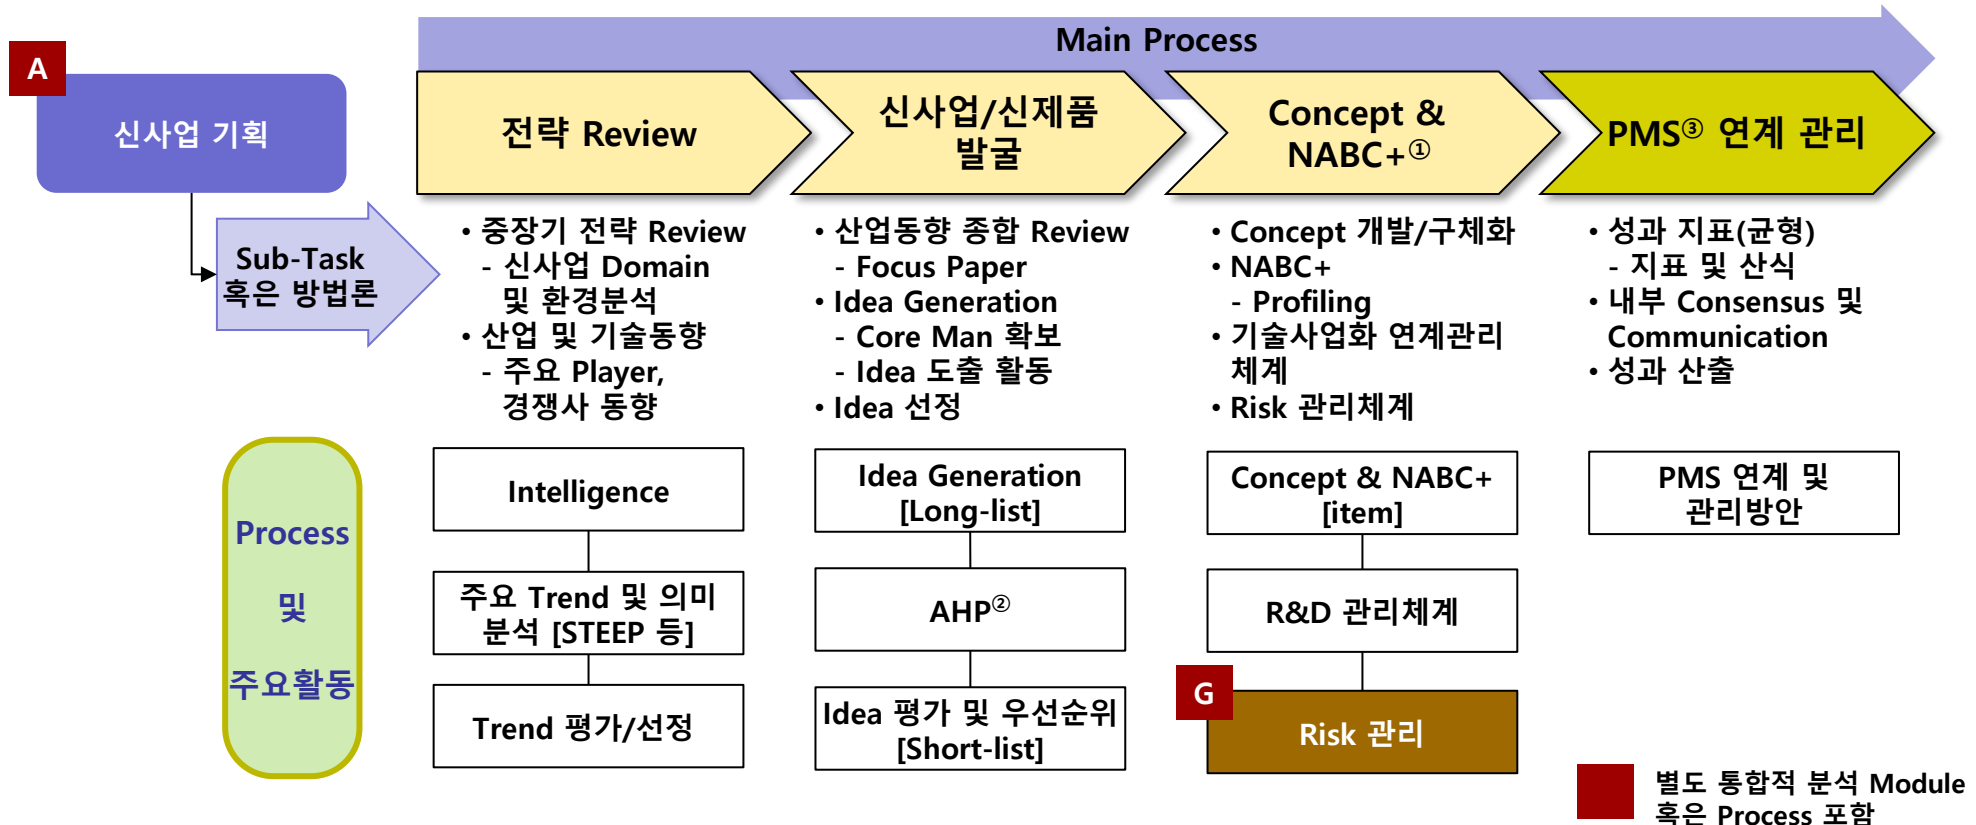 Main Process
A
신사업 기획
전략 Review
신사업/신제품
발굴
Concept &
NABC+①
PMS③ 연계 관리
Sub-Task
혹은 방법론
• 중장기 전략 Review
- 신사업 Domain
및 환경분석
• 산업 및 기술동향
- 주요 Player,
경쟁사 동향
• 산업동향 종합 Review
- Focus Paper
• Idea Generation
- Core Man 확보
- Idea 도출 활동
• Idea 선정
• Concept 개발/구체화
• NABC+
- Profiling
• 기술사업화 연계관리
체계
• Risk 관리체계
• 성과 지표(균형)
- 지표 및 산식
• 내부 Consensus 및
Communication
• 성과 산출
Process
및
주요활동
Intelligence
주요 Trend 및 의미
분석 [STEEP 등]
Trend 평가/선정
Idea Generation
[Long-list]
AHP②
Idea 평가 및 우선순위
[Short-list]
Concept & NABC+
[item]
R&D 관리체계
G
Risk 관리
PMS 연계 및
관리방안
별도 통합적 분석 Module
혹은 Process 포함